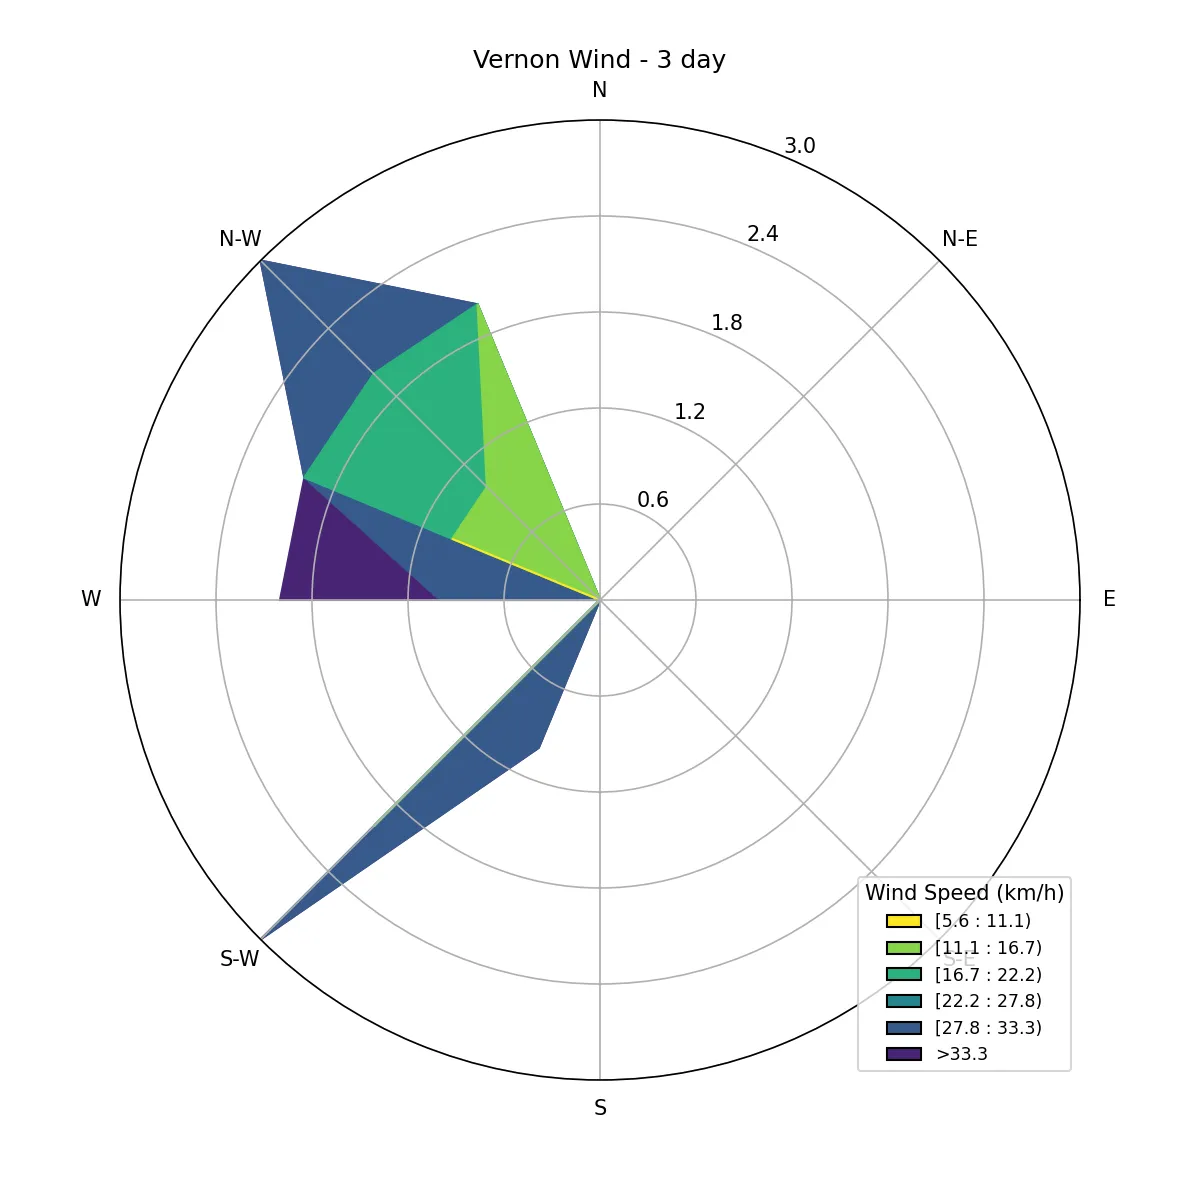 Vernon Wind - 3 day
N
3.0
N-W
N-E
2.4
1.8
1.2
0.6
W
E
S-W
S-E
S
Wind Speed (km/h)
[5.6 : 11.1)
[11.1 : 16.7)
[16.7 : 22.2)
[22.2 : 27.8)
[27.8 : 33.3)
>33.3